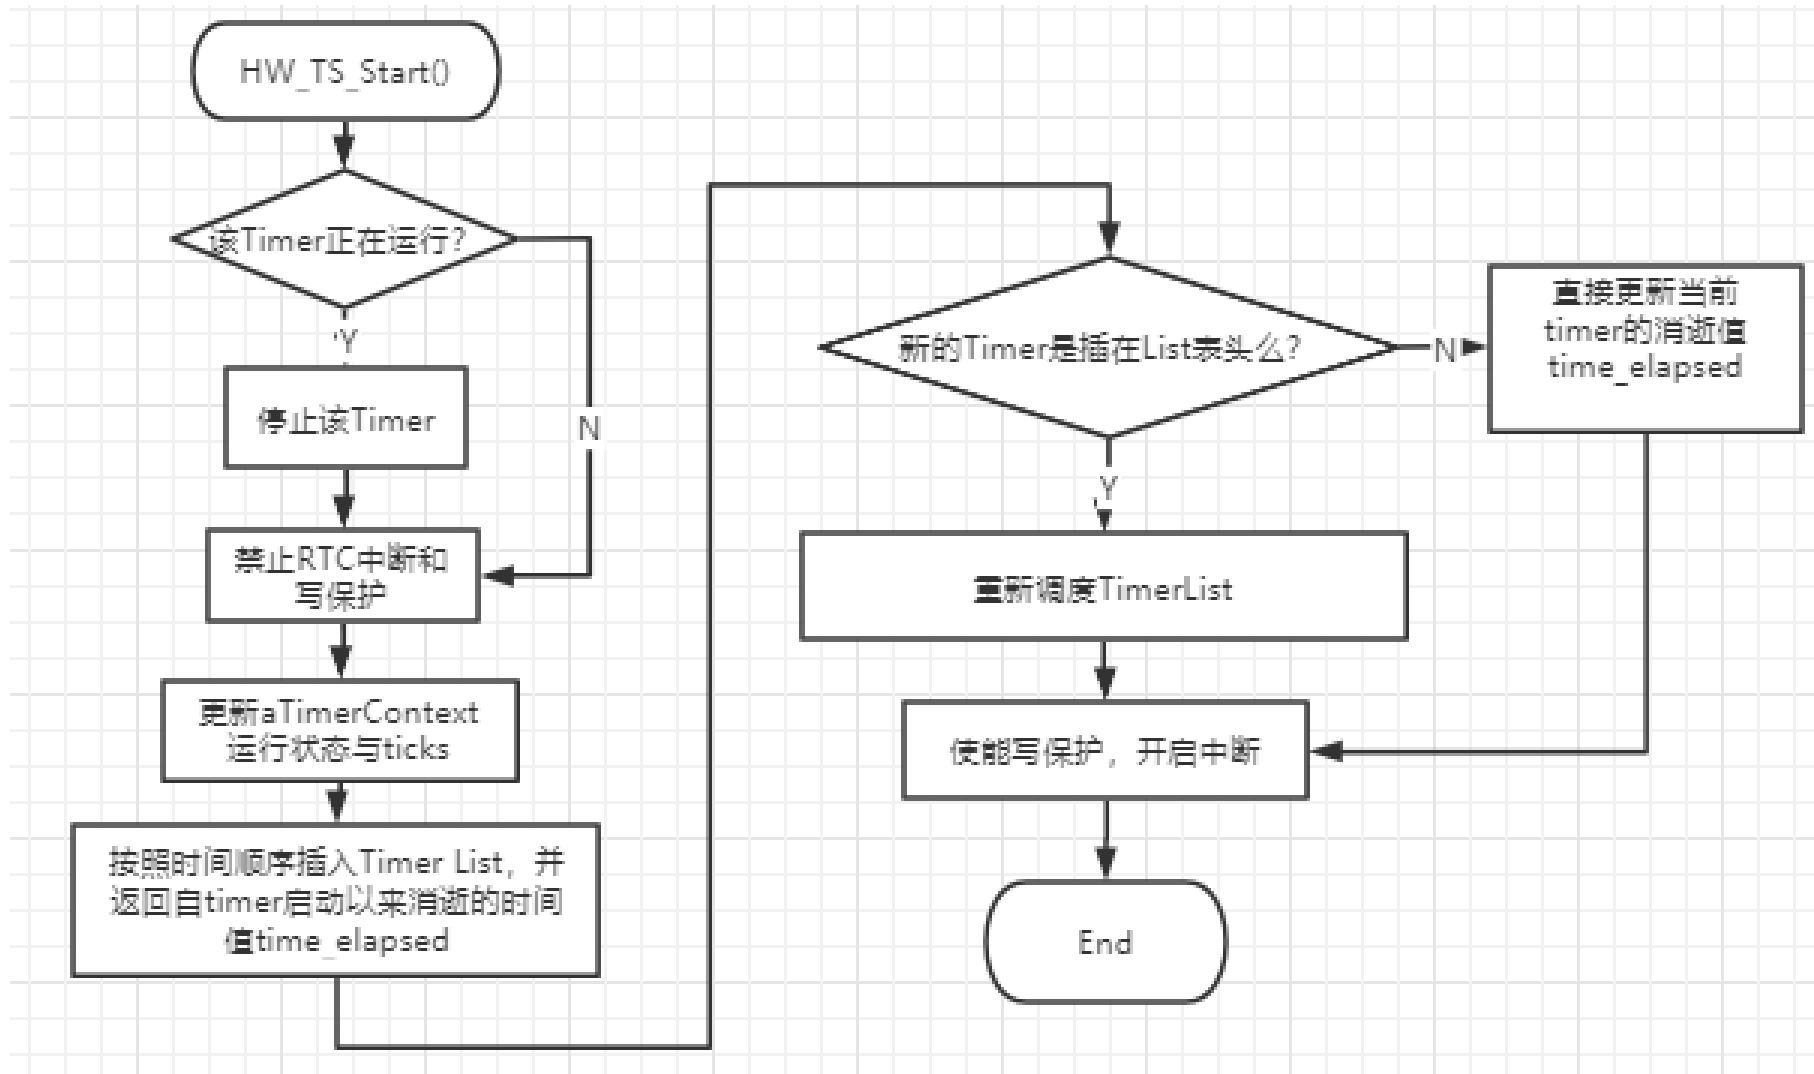 HW_TS_Start()
该Timer正在运行？
Y
N
停止该Timer
禁止RTC中断和
写保护
更新aTimerContext
运行状态与ticks
按照时间顺序插入Timer List，并
返回自timer启动以来消逝的时间
值time_elapsed
新的Timer是插在List表头么？
N
Y
直接更新当前
timer的消逝值
time_elapsed
重新调度TimerList
使能写保护，开启中断
End